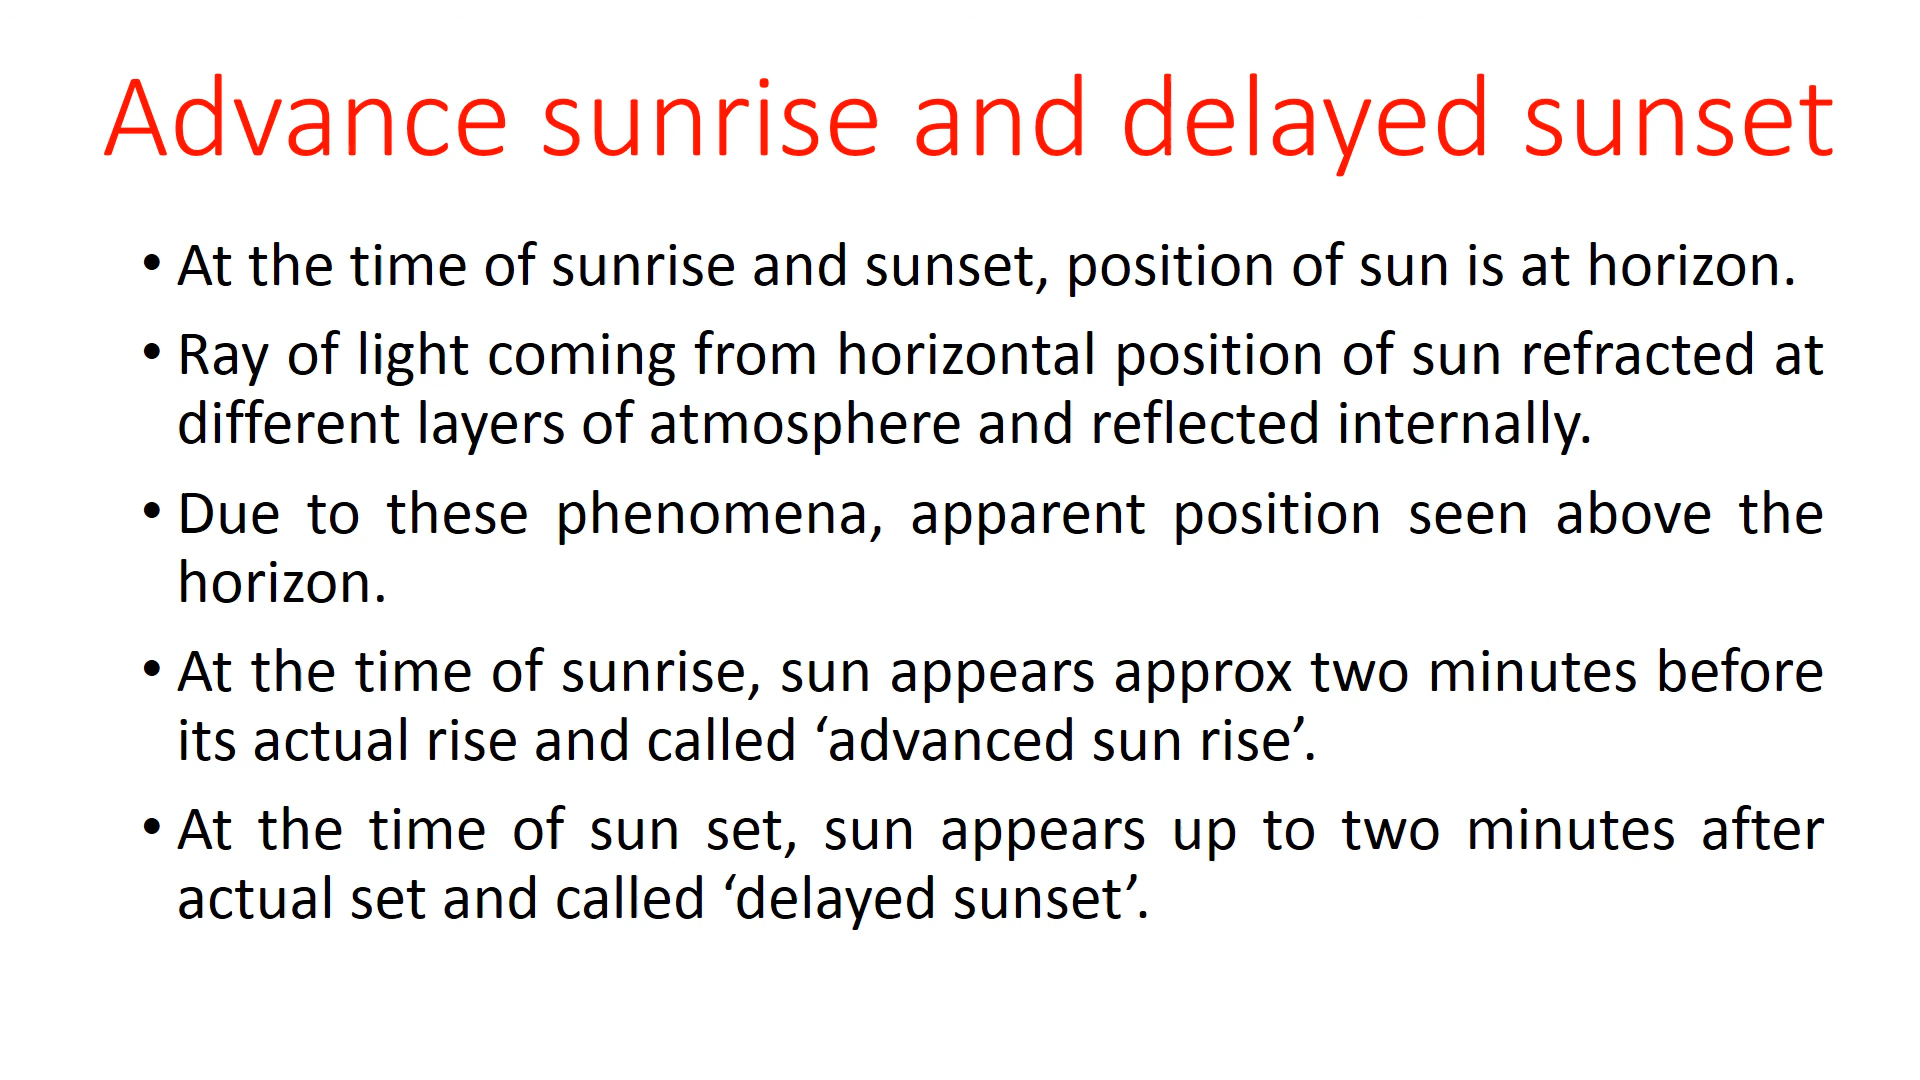 Advance sunrise and delayed sunset
• At the time of sunrise and sunset, position of sun is at horizon.
• Ray of light coming from horizontal position of sun refracted at
different layers of atmosphere and reflected internally.
• Due to these phenomena, apparent position seen above the
horizon.
• At the time of sunrise, sun appears approx two minutes before
its actual rise and called ‘advanced sun rise’.
• At the time of sun set, sun appears up to two minutes after
actual set and called ‘delayed sunset’.